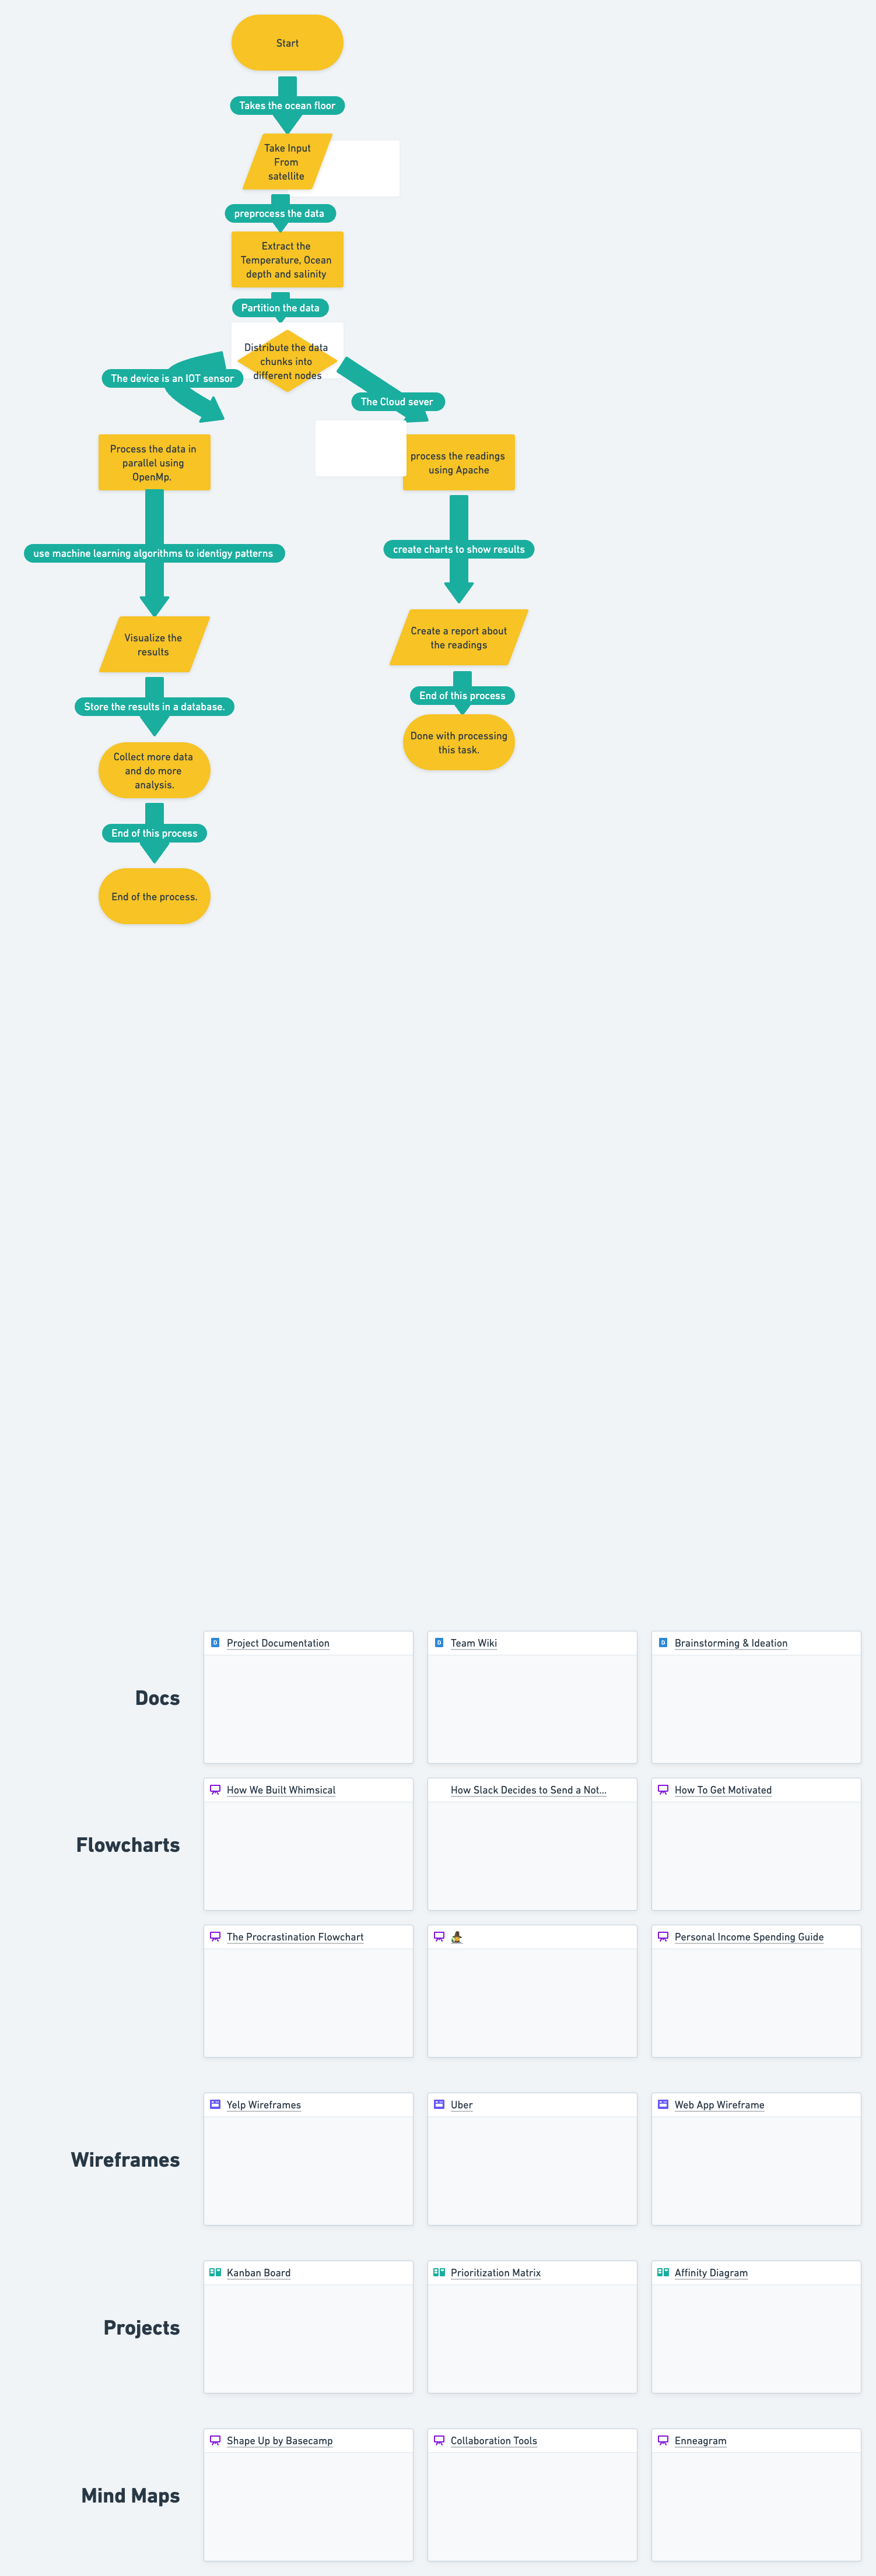 Start
Takes the ocean floor
Take Input
From
satellite
preprocess the data
Extract the
Temperature, Ocean
depth and salinity
Partition the data
Distribute the data
chunks into
different nodes
The device is an IOT sensor
The Cloud sever
Process the data in
parallel using
OpenMp.
process the readings
using Apache
use machine learning algorithms to identigy patterns
create charts to show results
Visualize the
results
Create a report about
the readings
Store the results in a database.
End of this process
Collect more data
and do more
analysis.
Done with processing
this task.
End of this process
End of the process.
Docs
Project Documentation
Team Wiki
Brainstorming & Ideation
Flowcharts
How We Built Whimsical
How Slack Decides to Send a Not...
How To Get Motivated
The Procrastination Flowchart
Personal Income Spending Guide
Wireframes
Yelp Wireframes
Uber
Web App Wireframe
Projects
Kanban Board
Prioritization Matrix
Affinity Diagram
Mind Maps
Shape Up by Basecamp
Collaboration Tools
Enneagram